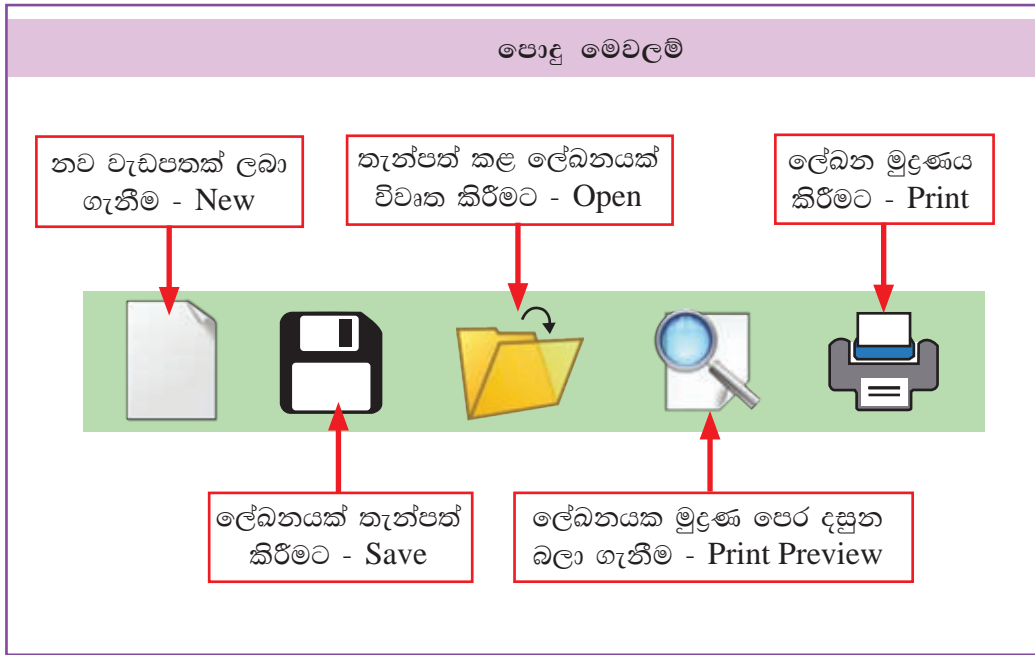 පොදු මෙවලම්
නව වැඩපතක් ලබා
ගැනීම - New
තැන්පත් කළ ලේඛනයක්
විවෘත කිරීමට - Open
ලේඛන මුද්‍රණය
කිරීමට - Print
ලේඛනයක් තැන්පත්
කිරීමට - Save
ලේඛනයක මුද්‍රණ පෙර දසුන
බලා ගැනීම - Print Preview